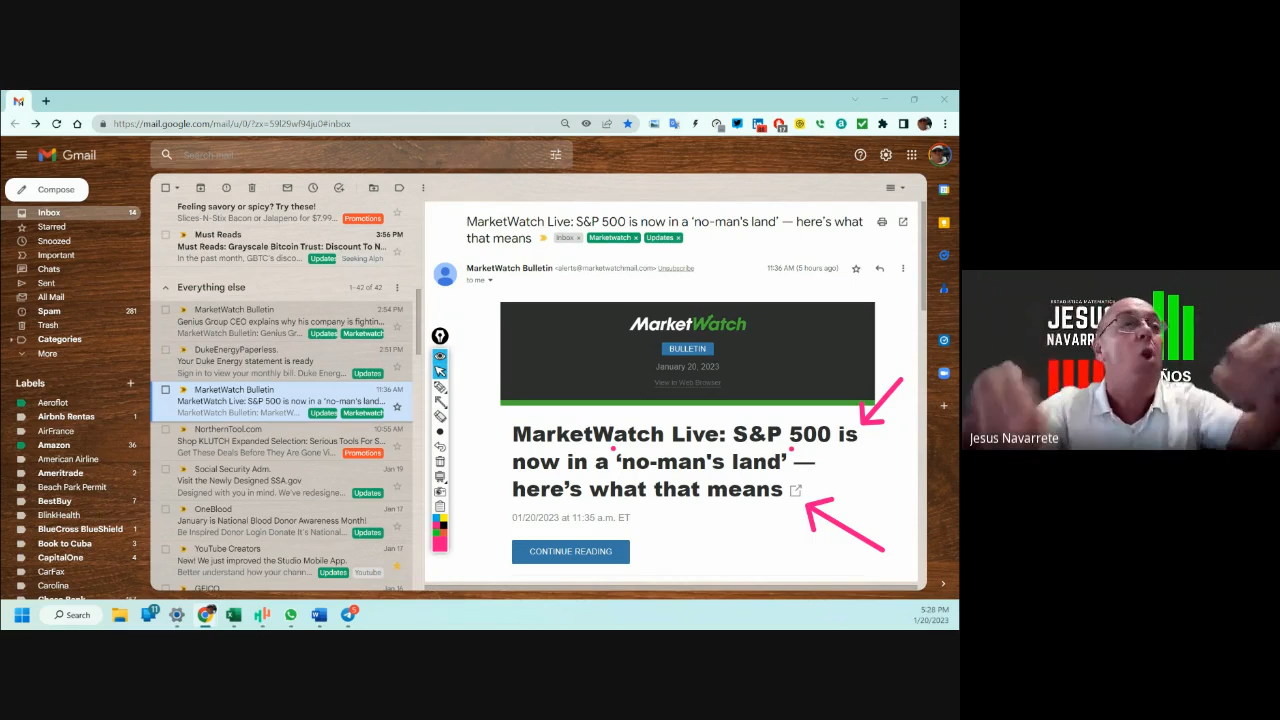 https://mail.google.com/mail/u/0/?zx=59l29wf94ju0#inbox
Gmail
Search mail
Compose
Inbox 14
Starred
Snoozed
Important
Chats
Sent
All Mail
Spam 281
Trash
Categories
More
Labels
Aeroflot
Airbnb Rentas 1
AirFrance
Amazon 36
American Airline
Ameritrade 2
Beach Park Permit
BestBuy 7
BlinkHealth
BlueCross BlueShield 1
Book to Cuba 3
CapitalOne 4
CarFax
Carolina
Feeling savory or spicy? Try these!
Slices-N-Stix Bacon or Jalapeno for $7.99... Promotions
Must Reads 3:56 PM
Must Reads: Grayscale Bitcoin Trust: Discount To N...
In the past month, GBTC's disco... Updates Seeking Alph
Everything else 1–42 of 42
MarketWatch Bulletin 2:54 PM
Genius Group CEO explains why his company is fightin...
MarketWatch Bulletin: Genius Gr... Updates Marketwatch
DukeEnergyPaperless. 2:51 PM
Your Duke Energy statement is ready
Sign in to view your monthly bill. Duke Energ... Updates
MarketWatch Bulletin 11:36 AM
MarketWatch Live: S&P 500 is now in a 'no-man's land...
MarketWatch Bulletin: MarketW... Updates Marketwatch
NorthernTool.com 10:55 AM
Shop KLUTCH Expanded Selection: Serious Tools For S...
Get These Deals Before They Are Gone Vi... Promotions
Social Security Adm. Jan 19
Visit the Newly Designed SSA.gov
Designed with you in mind. We've redesigne... Updates
OneBlood Jan 17
January is National Blood Donor Awareness Month!
Be Inspired Donor Login Donate It's National... Updates
YouTube Creators Jan 17
New! We just improved the Studio Mobile App.
Better understand how your chann... Updates Youtube
GEICO Jan 16
MarketWatch Live: S&P 500 is now in a 'no-man's land' — here's what
that means Inbox × Marketwatch × Updates ×
MarketWatch Bulletin <alerts@marketwatchmail.com> Unsubscribe 11:36 AM (5 hours ago)
to me
MarketWatch
BULLETIN
January 20, 2023
View in Web Browser
MarketWatch Live: S&P 500 is
now in a 'no-man's land' —
here's what that means
01/20/2023 at 11:35 a.m. ET
CONTINUE READING
Search
5:28 PM
1/20/2023
ESTADISTICA MATEMATICA
JESUS
NAVARRE
ÑOS
Jesus Navarrete